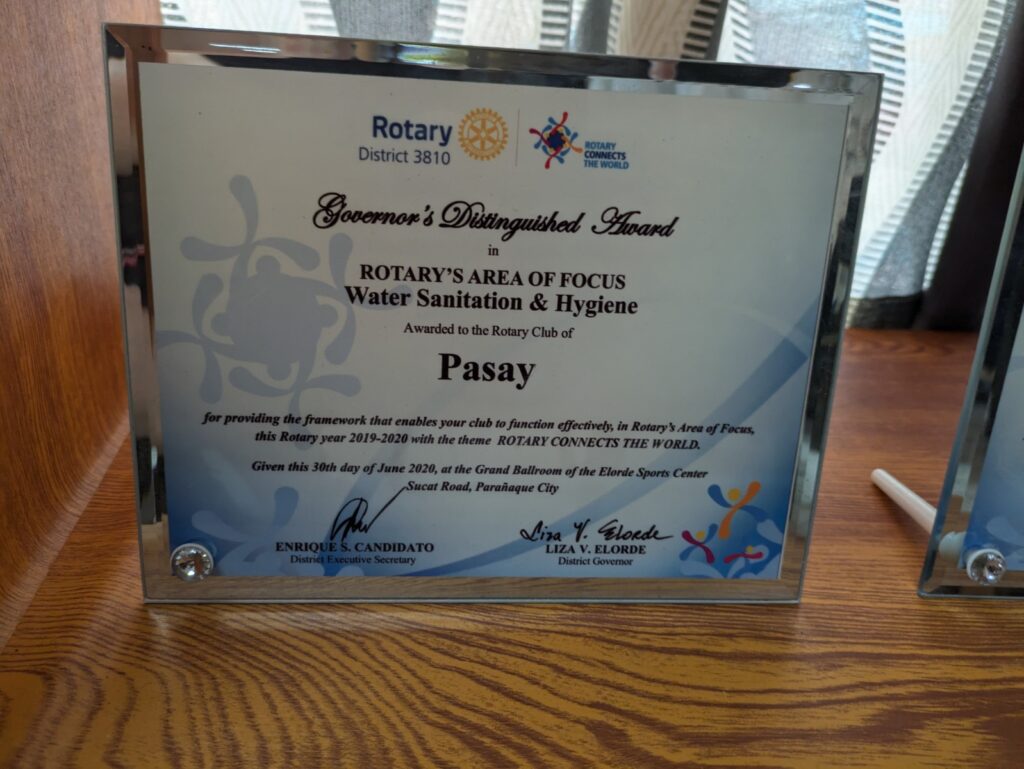 Rotary
District 3810
ROTARY
CONNECTS
THE WORLD
Governor's Distinguished Award
in
ROTARY'S AREA OF FOCUS
Water Sanitation & Hygiene
Awarded to the Rotary Club of
Pasay
for providing the framework that enables your club to function effectively, in Rotary's Area of Focus,
this Rotary year 2019-2020 with the theme ROTARY CONNECTS THE WORLD.
Given this 30th day of June 2020, at the Grand Ballroom of the Elorde Sports Center
Sucat Road, Parañaque City
Liza V. Elorde
ENRIQUE S. CANDIDATO
District Executive Secretary
LIZA V. ELORDE
District Governor